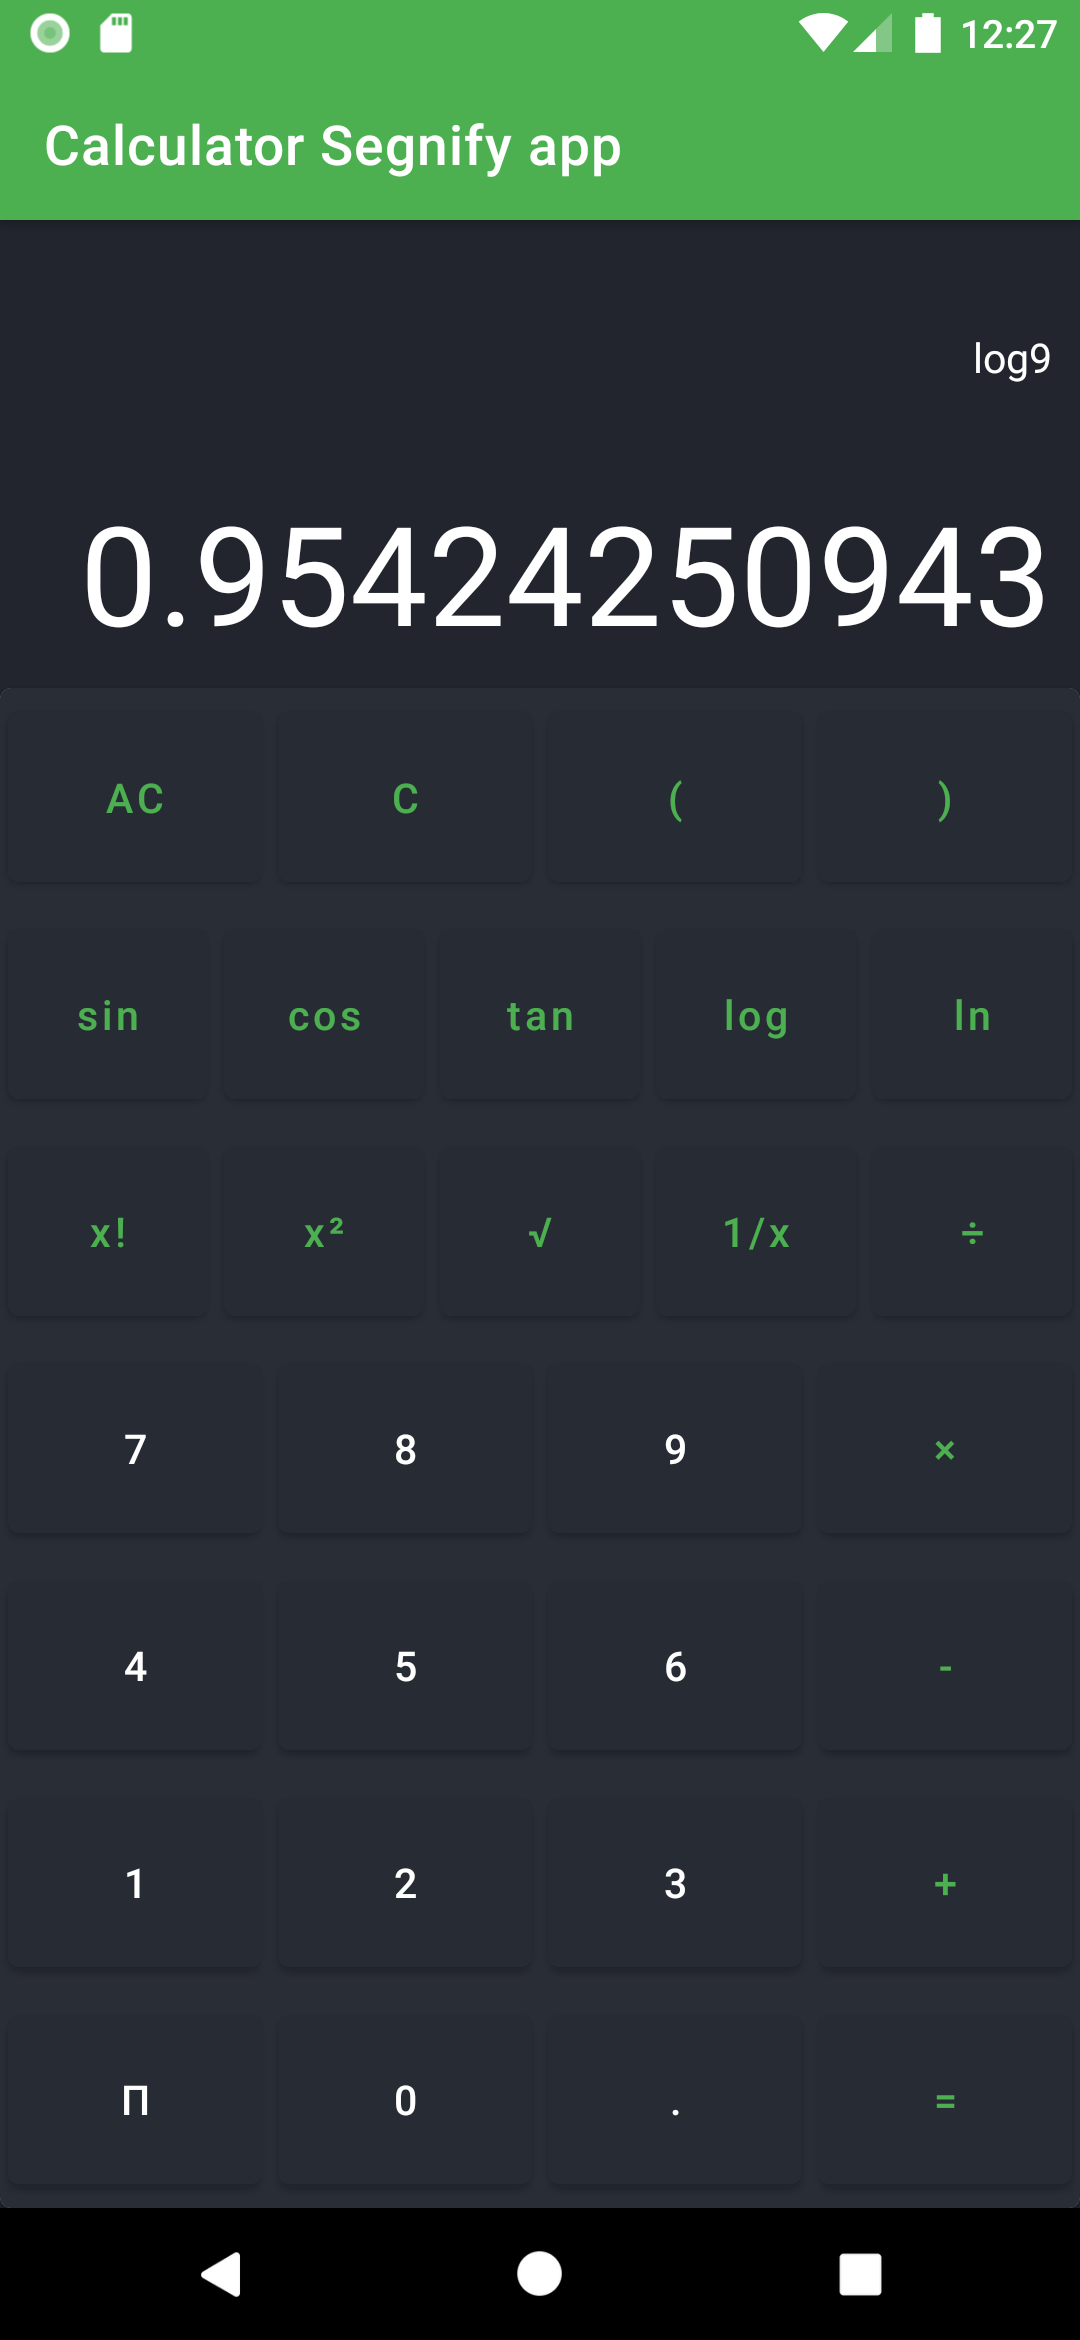 12:27
Calculator Segnify app
log9
0.95424250943
AC C ( )
sin cos tan log ln
x! x² √ 1/x ÷
7 8 9 ×
4 5 6 -
1 2 3 +
П 0 . =